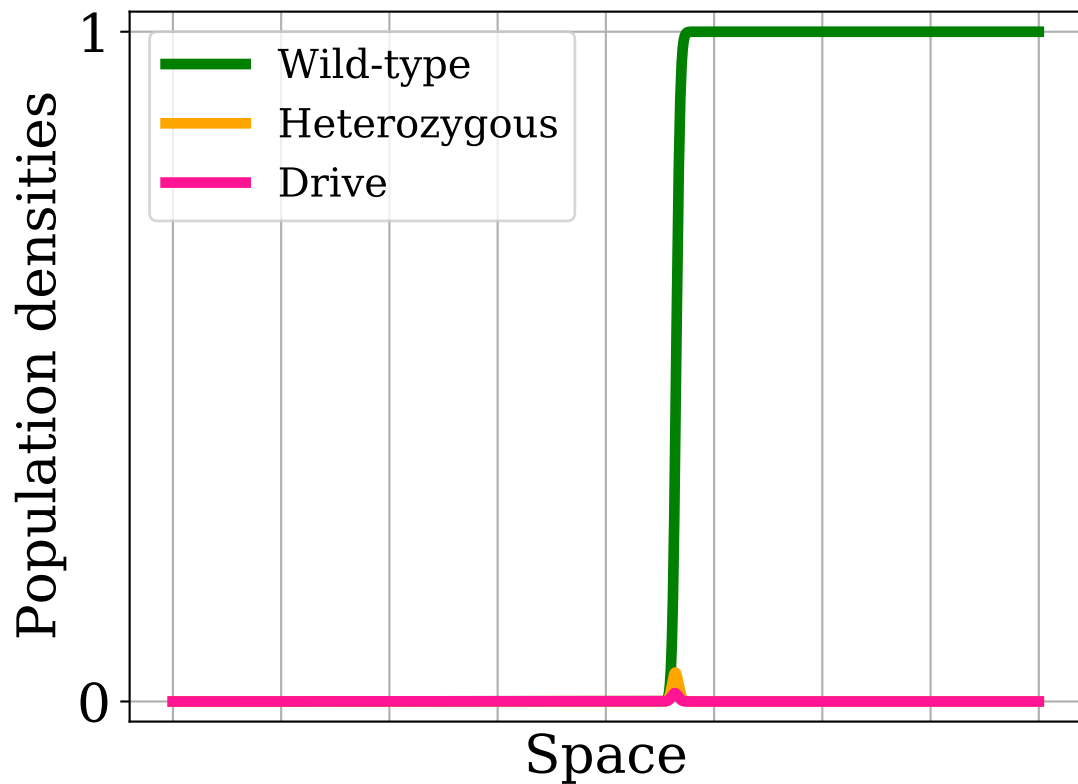 Population densities
1
0
Wild-type
Heterozygous
Drive
Space